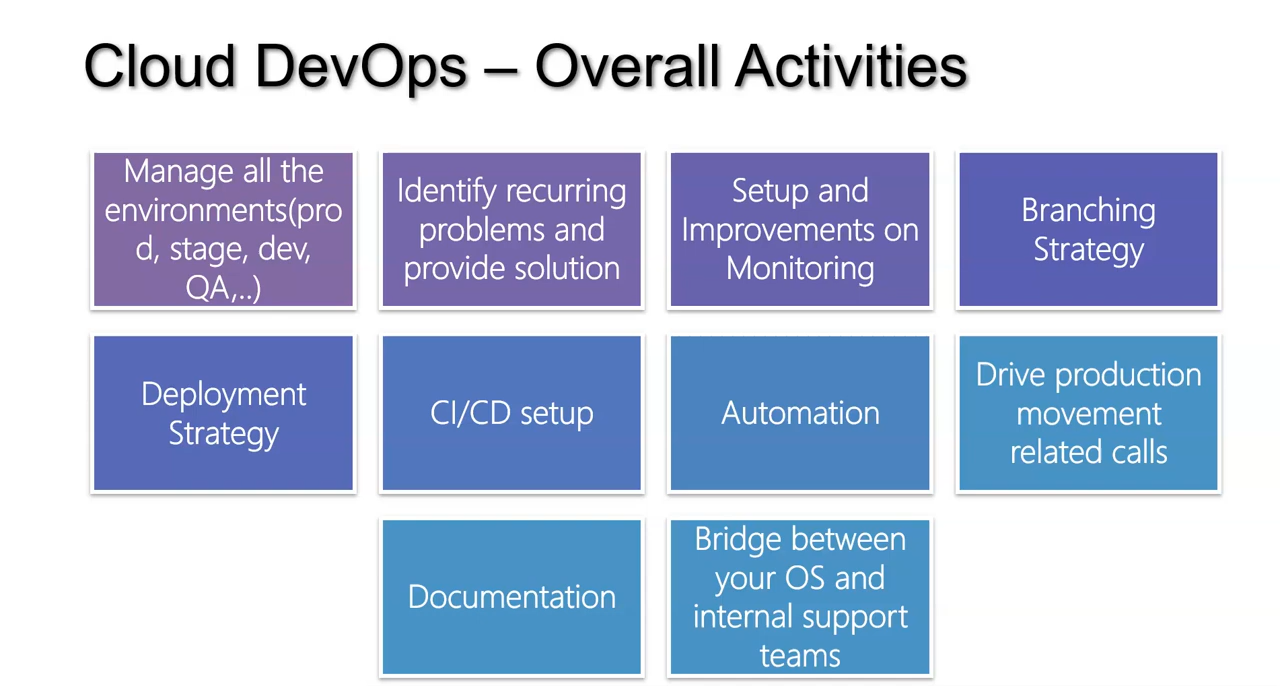 Cloud DevOps – Overall Activities
Manage all the
environments(pro
d, stage, dev,
QA,..)
Identify recurring
problems and
provide solution
Setup and
Improvements on
Monitoring
Branching
Strategy
Deployment
Strategy
CI/CD setup
Automation
Drive production
movement
related calls
Documentation
Bridge between
your OS and
internal support
teams